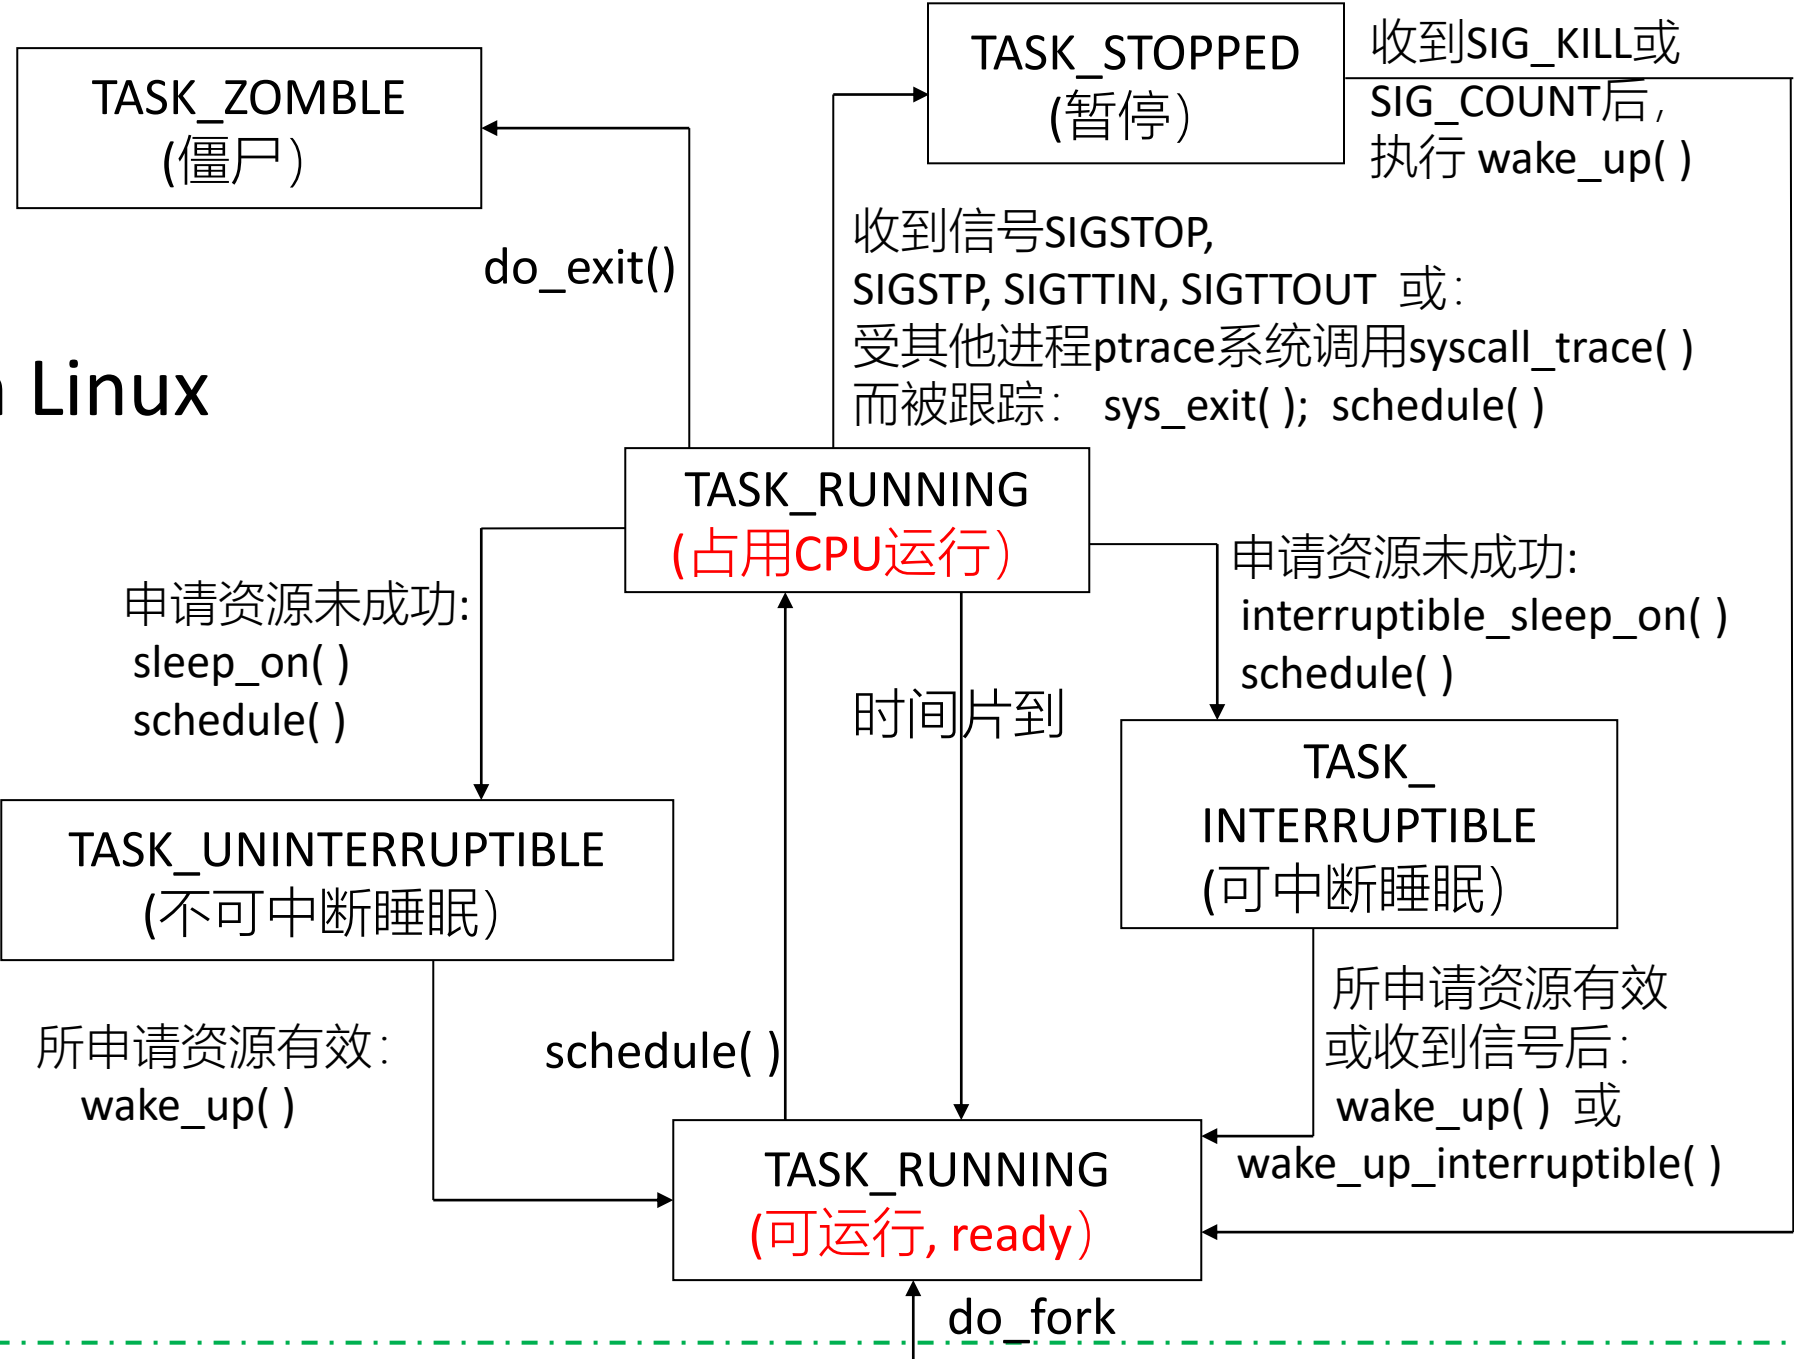 TASK_ZOMBLE
(僵尸）
TASK_STOPPED
(暂停）
收到SIG_KILL或
SIG_COUNT后，
执行 wake_up( )
do_exit()
收到信号SIGSTOP,
SIGSTP, SIGTTIN, SIGTTOUT 或：
受其他进程ptrace系统调用syscall_trace( )
而被跟踪： sys_exit( ); schedule( )
Linux
TASK_RUNNING
(占用CPU运行）
申请资源未成功:
sleep_on( )
schedule( )
时间片到
申请资源未成功:
interruptible_sleep_on( )
schedule( )
TASK_UNINTERRUPTIBLE
(不可中断睡眠）
TASK_
INTERRUPTIBLE
(可中断睡眠）
所申请资源有效：
wake_up( )
schedule( )
所申请资源有效
或收到信号后：
wake_up( ) 或
wake_up_interruptible( )
TASK_RUNNING
(可运行, ready）
do_fork